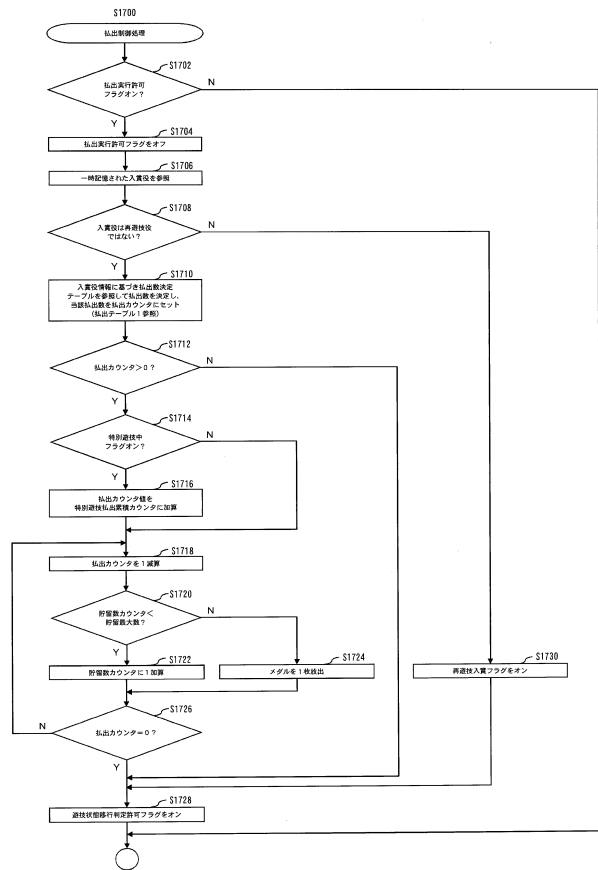 S1700
払出制御処理
S1702
払出実行許可
フラグオン？
N
Y
S1704
払出実行許可フラグをオフ
S1706
一時記憶された入賞役を参照
S1708
入賞役は再遊技役
ではない？
N
Y
S1710
入賞役情報に基づき払出数決定
テーブルを参照して払出数を決定し、
当該払出数を払出カウンタにセット
(払出テーブル1参照)
S1712
払出カウンタ＞0？
N
Y
S1714
特別遊技中
フラグオン？
N
Y
S1716
払出カウンタ値を
特別遊技払出累積カウンタに加算
S1718
払出カウンタを1減算
S1720
貯留数カウンタ＜
貯留最大数？
N
Y
S1722
貯留数カウンタに1加算
S1724
メダルを1枚放出
S1730
再遊技入賞フラグをオン
S1726
払出カウンタ＝0？
N
Y
S1728
遊技状態移行判定許可フラグをオン